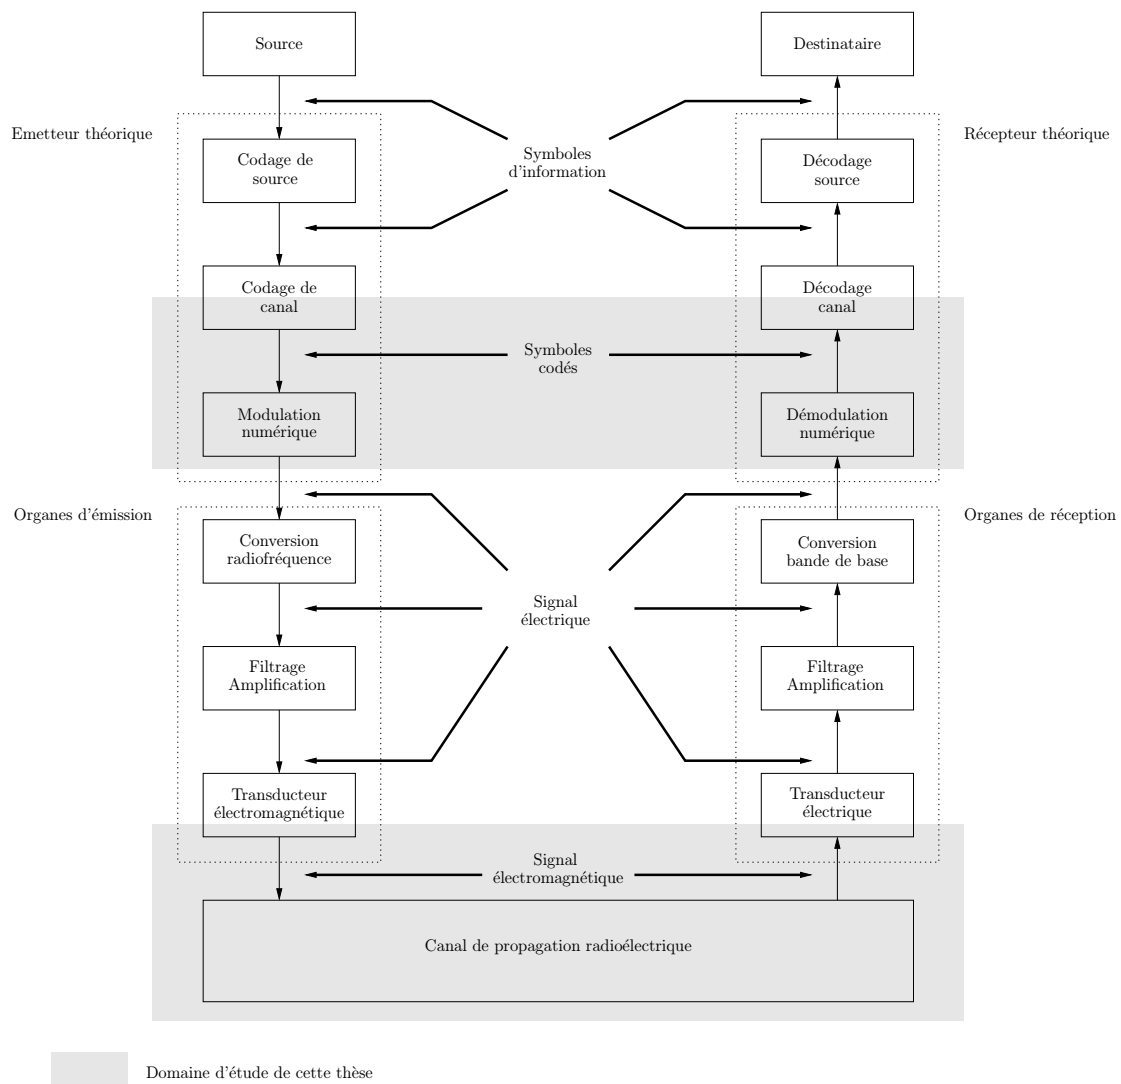 Source
Destinataire
Emetteur théorique
Récepteur théorique
Codage de
source
Symboles
d'information
Décodage
source
Codage de
canal
Décodage
canal
Symboles
codés
Modulation
numérique
Démodulation
numérique
Organes d'émission
Organes de réception
Conversion
radiofréquence
Conversion
bande de base
Signal
électrique
Filtrage
Amplification
Filtrage
Amplification
Transducteur
électromagnétique
Transducteur
électrique
Signal
électromagnétique
Canal de propagation radioélectrique
Domaine d'étude de cette thèse